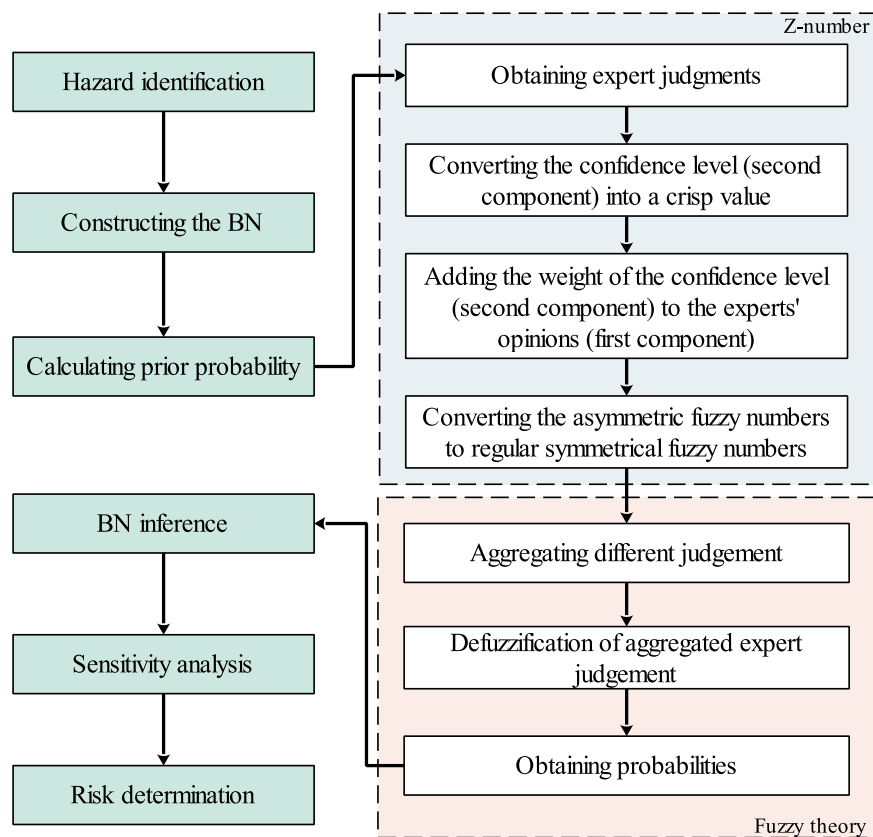 Z-number
Hazard identification
Constructing the BN
Calculating prior probability
Obtaining expert judgments
Converting the confidence level (second
component) into a crisp value
Adding the weight of the confidence level
(second component) to the experts'
opinions (first component)
Converting the asymmetric fuzzy numbers
to regular symmetrical fuzzy numbers
Aggregating different judgement
Defuzzification of aggregated expert
judgement
Obtaining probabilities
Fuzzy theory
BN inference
Sensitivity analysis
Risk determination